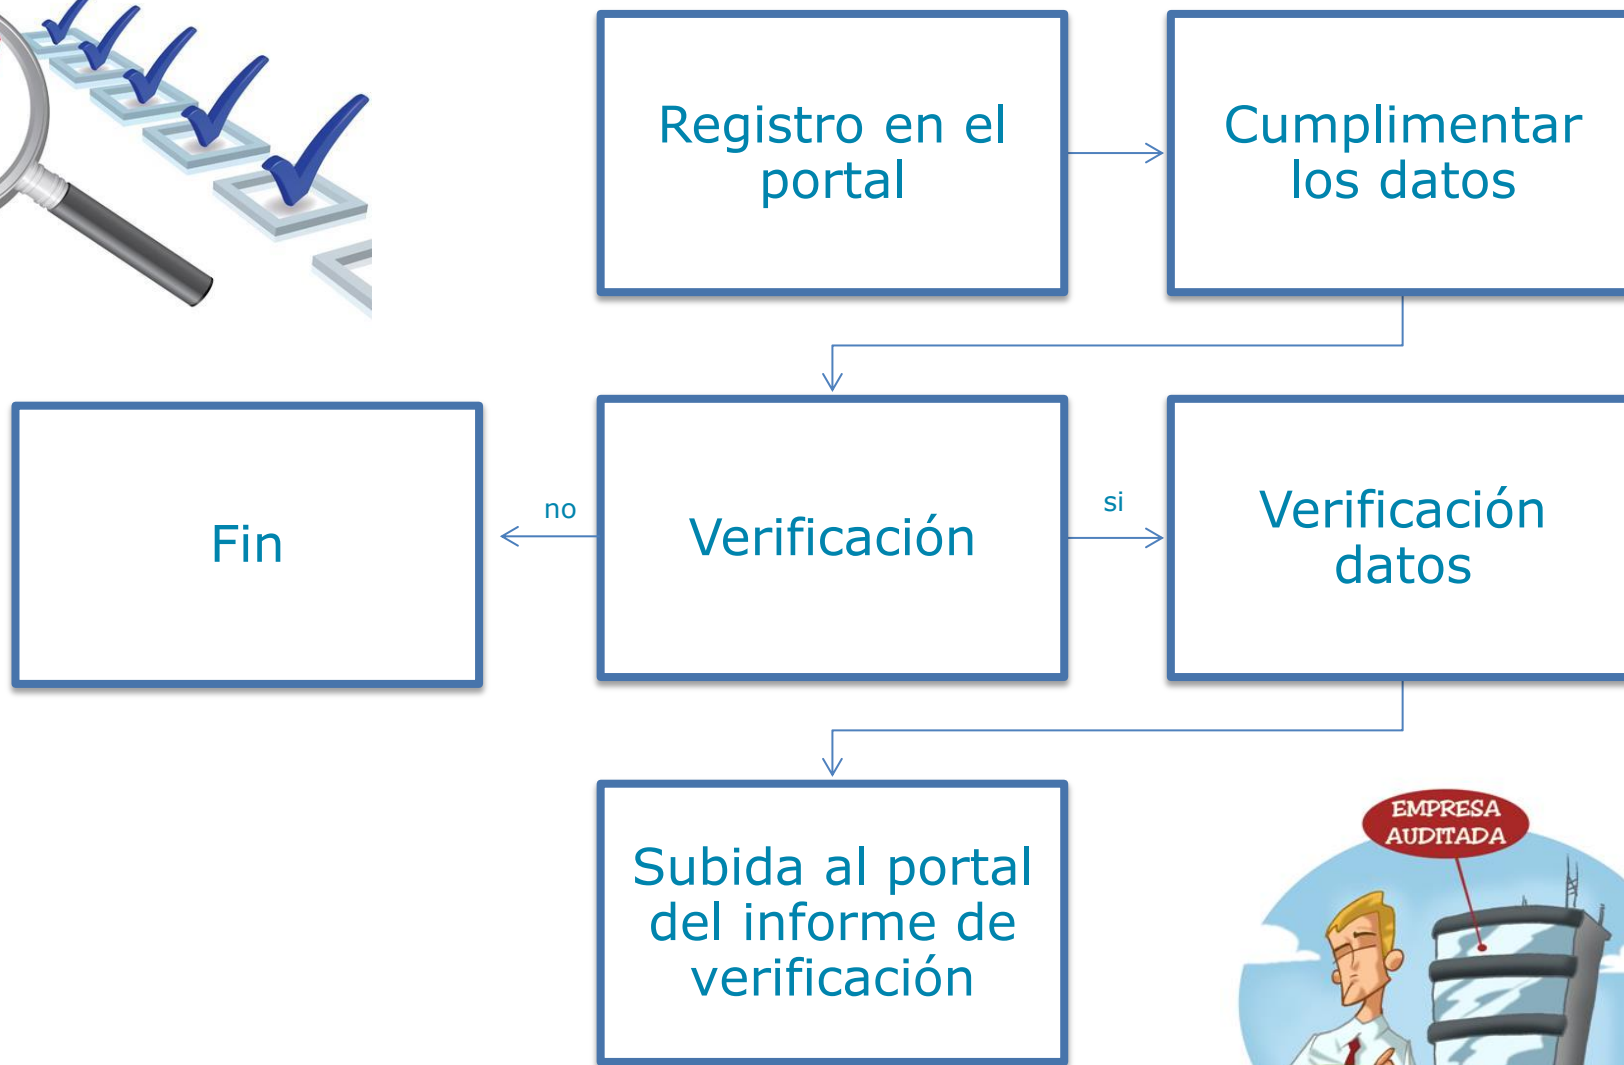 Registro en el
portal
Cumplimentar
los datos
Fin
no
Verificación
si
Verificación
datos
Subida al portal
del informe de
verificación
EMPRESA
AUDITADA